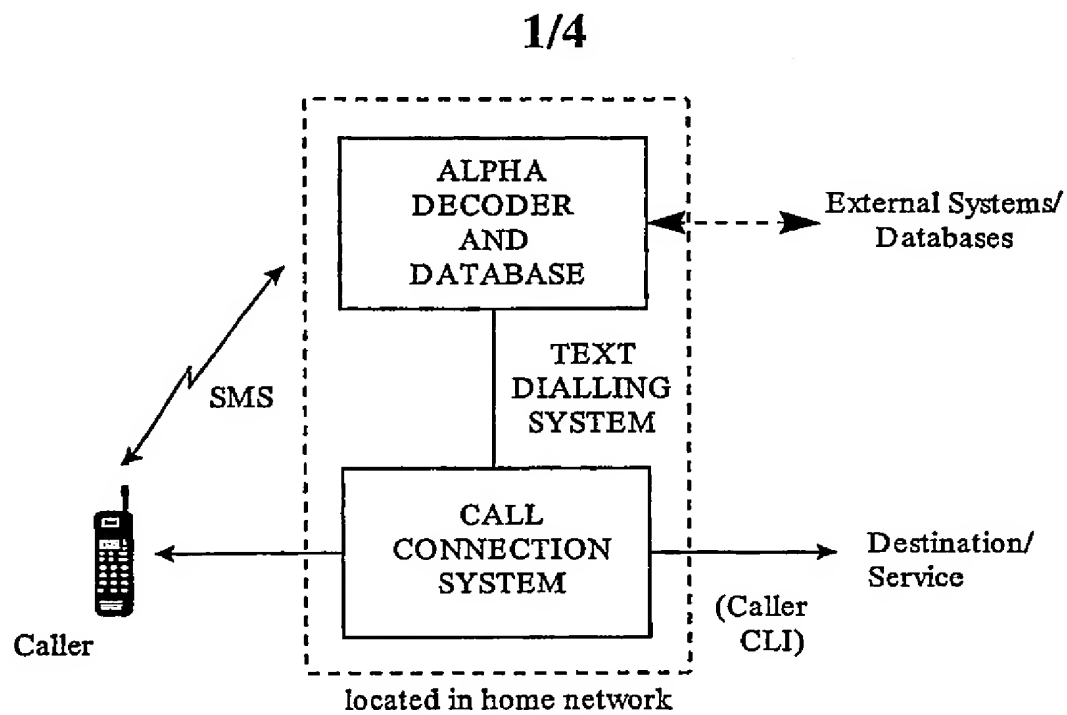 1/4
ALPHA
DECODER
AND
DATABASE
External Systems/
Databases
TEXT
DIALLING
SYSTEM
SMS
CALL
CONNECTION
SYSTEM
Destination/
Service
(Caller
CLI)
Caller
located in home network